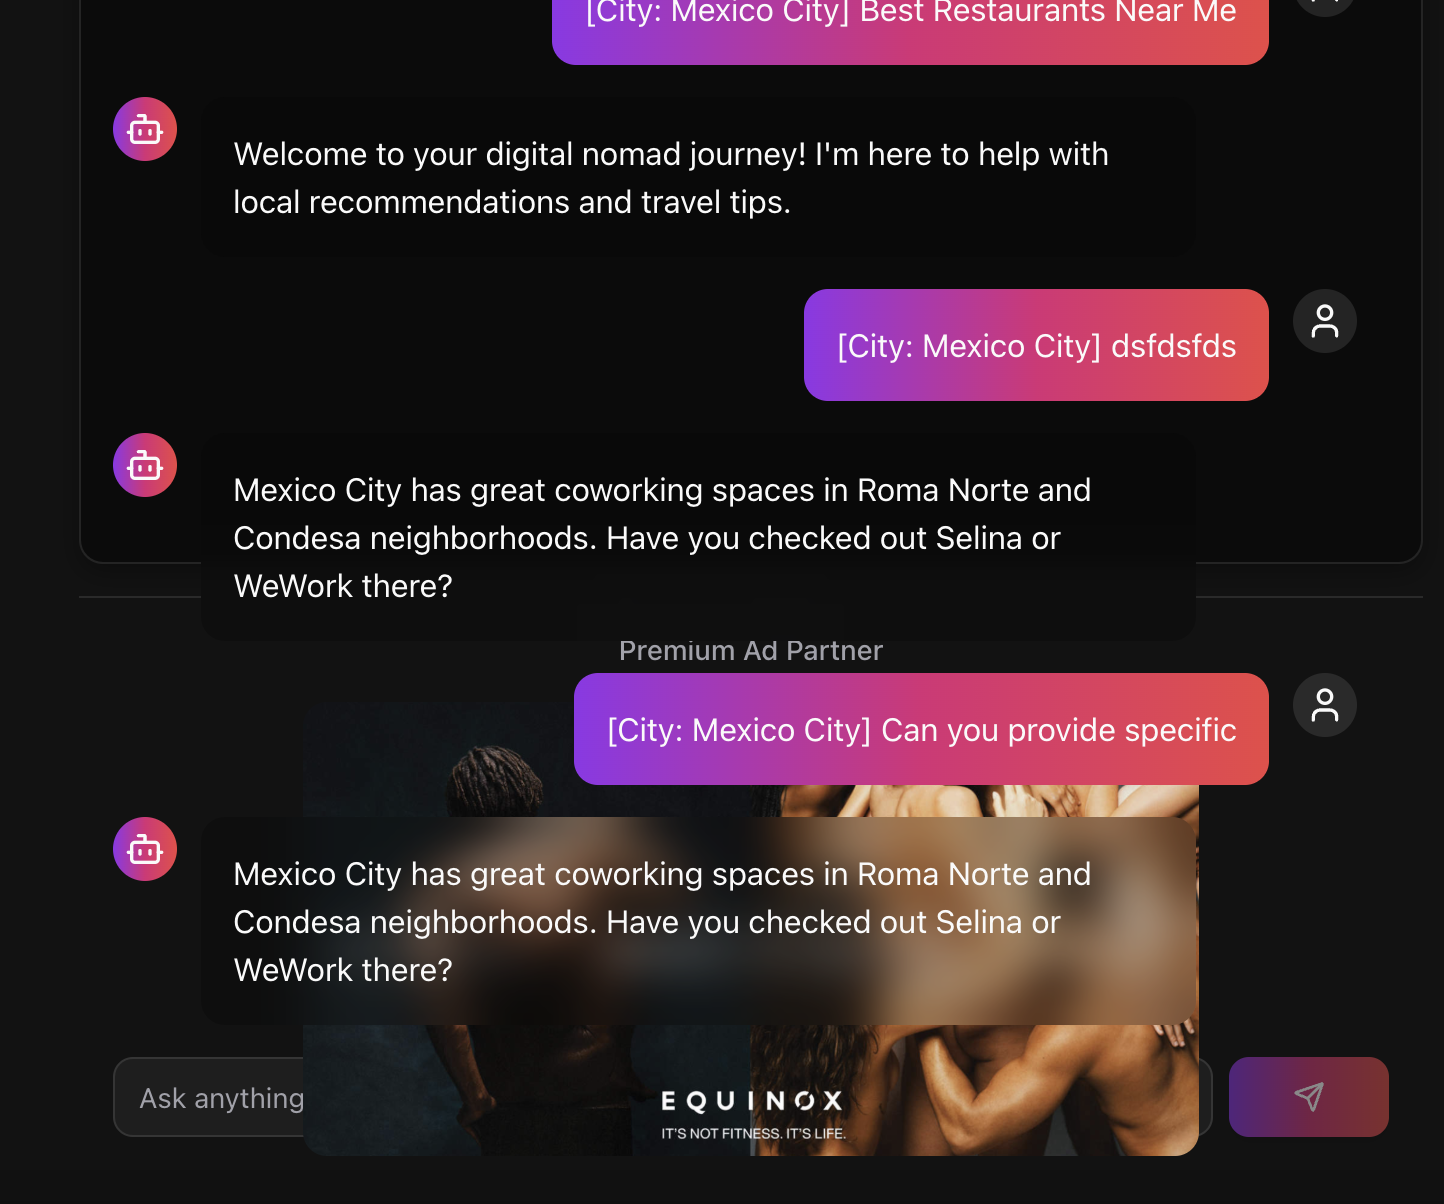 [City: Mexico City] Best Restaurants Near Me
Welcome to your digital nomad journey! I'm here to help with
local recommendations and travel tips.
[City: Mexico City] dsfdsfds
Mexico City has great coworking spaces in Roma Norte and
Condesa neighborhoods. Have you checked out Selina or
WeWork there?
Premium Ad Partner
[City: Mexico City] Can you provide specific
Mexico City has great coworking spaces in Roma Norte and
Condesa neighborhoods. Have you checked out Selina or
WeWork there?
Ask anything
EQUINOX
IT'S NOT FITNESS. IT'S LIFE.